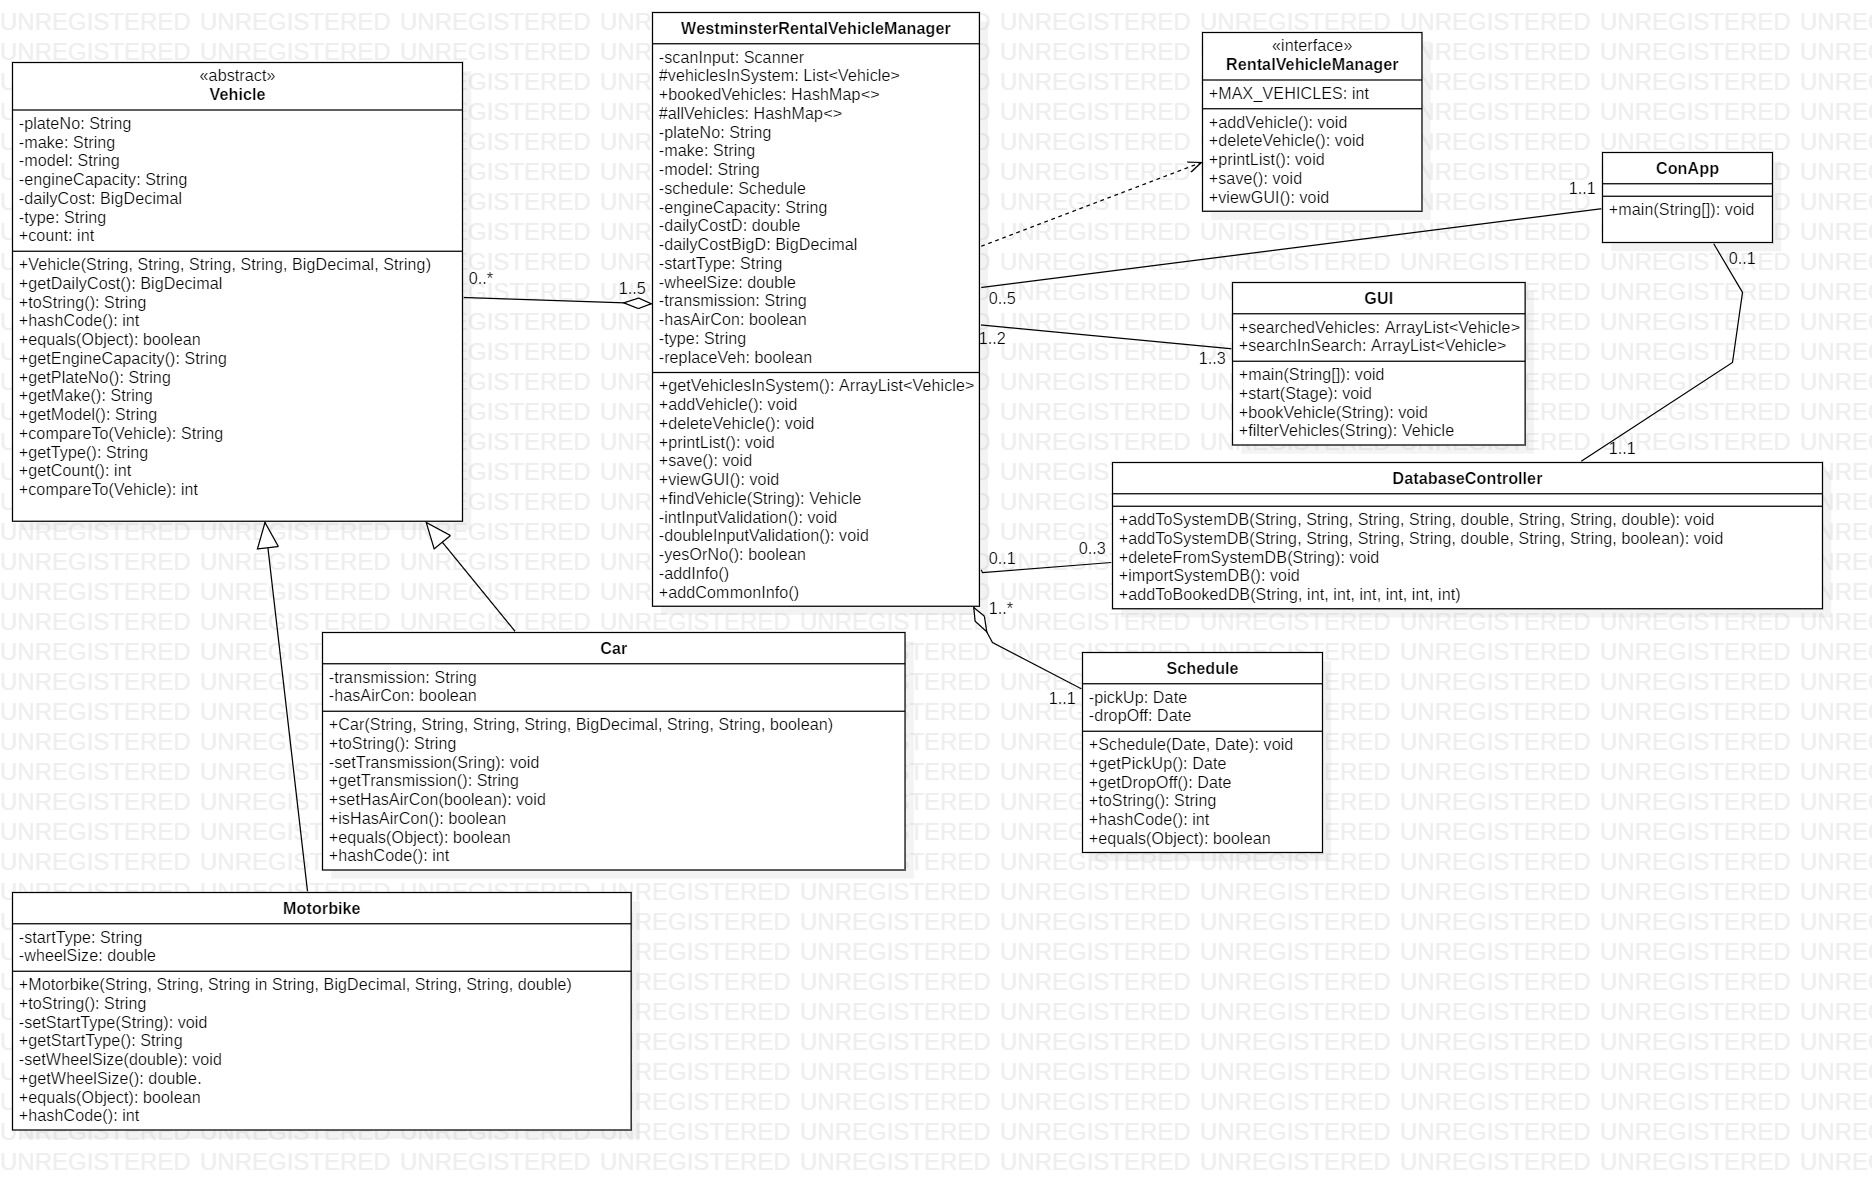 «abstract»
Vehicle
-plateNo: String
-make: String
-model: String
-engineCapacity: String
-dailyCost: BigDecimal
-type: String
+count: int
+Vehicle(String, String, String, String, BigDecimal, String)
+getDailyCost(): BigDecimal
+toString(): String
+hashCode(): int
+equals(Object): boolean
+getEngineCapacity(): String
+getPlateNo(): String
+getMake(): String
+getModel(): String
+compareTo(Vehicle): String
+getType(): String
+getCount(): int
+compareTo(Vehicle): int
0..*
1..5
WestminsterRentalVehicleManager
-scanInput: Scanner
#vehiclesInSystem: List<Vehicle>
+bookedVehicles: HashMap<>
#allVehicles: HashMap<>
-plateNo: String
-make: String
-model: String
-schedule: Schedule
-engineCapacity: String
-dailyCostD: double
-dailyCostBigD: BigDecimal
-startType: String
-wheelSize: double
-transmission: String
-hasAirCon: boolean
-type: String
-replaceVeh: boolean
+getVehiclesInSystem(): ArrayList<Vehicle>
+addVehicle(): void
+deleteVehicle(): void
+printList(): void
+save(): void
+viewGUI(): void
+findVehicle(String): Vehicle
-intInputValidation(): void
-doubleInputValidation(): void
-yesOrNo(): boolean
-addInfo()
+addCommonInfo()
«interface»
RentalVehicleManager
+MAX_VEHICLES: int
+addVehicle(): void
+deleteVehicle(): void
+printList(): void
+save(): void
+viewGUI(): void
ConApp
+main(String[]): void
1..1
0..5
0..1
1..1
GUI
+searchedVehicles: ArrayList<Vehicle>
+searchInSearch: ArrayList<Vehicle>
+main(String[]): void
+start(Stage): void
+bookVehicle(String): void
+filterVehicles(String): Vehicle
1..2
1..3
DatabaseController
+addToSystemDB(String, String, String, String, double, String, String, double): void
+addToSystemDB(String, String, String, String, double, String, String, boolean): void
+deleteFromSystemDB(String): void
+importSystemDB(): void
+addToBookedDB(String, int, int, int, int, int, int)
0..1
0..3
1..*
1..1
Schedule
-pickUp: Date
-dropOff: Date
+Schedule(Date, Date): void
+getPickUp(): Date
+getDropOff(): Date
+toString(): String
+hashCode(): int
+equals(Object): boolean
Car
-transmission: String
-hasAirCon: boolean
+Car(String, String, String, String, BigDecimal, String, String, boolean)
+toString(): String
-setTransmission(Sring): void
+getTransmission(): String
+setHasAirCon(boolean): void
+isHasAirCon(): boolean
+equals(Object): boolean
+hashCode(): int
Motorbike
-startType: String
-wheelSize: double
+Motorbike(String, String, String in String, BigDecimal, String, String, double)
+toString(): String
-setStartType(String): void
+getStartType(): String
-setWheelSize(double): void
+getWheelSize(): double.
+equals(Object): boolean
+hashCode(): int
UNREGISTERED